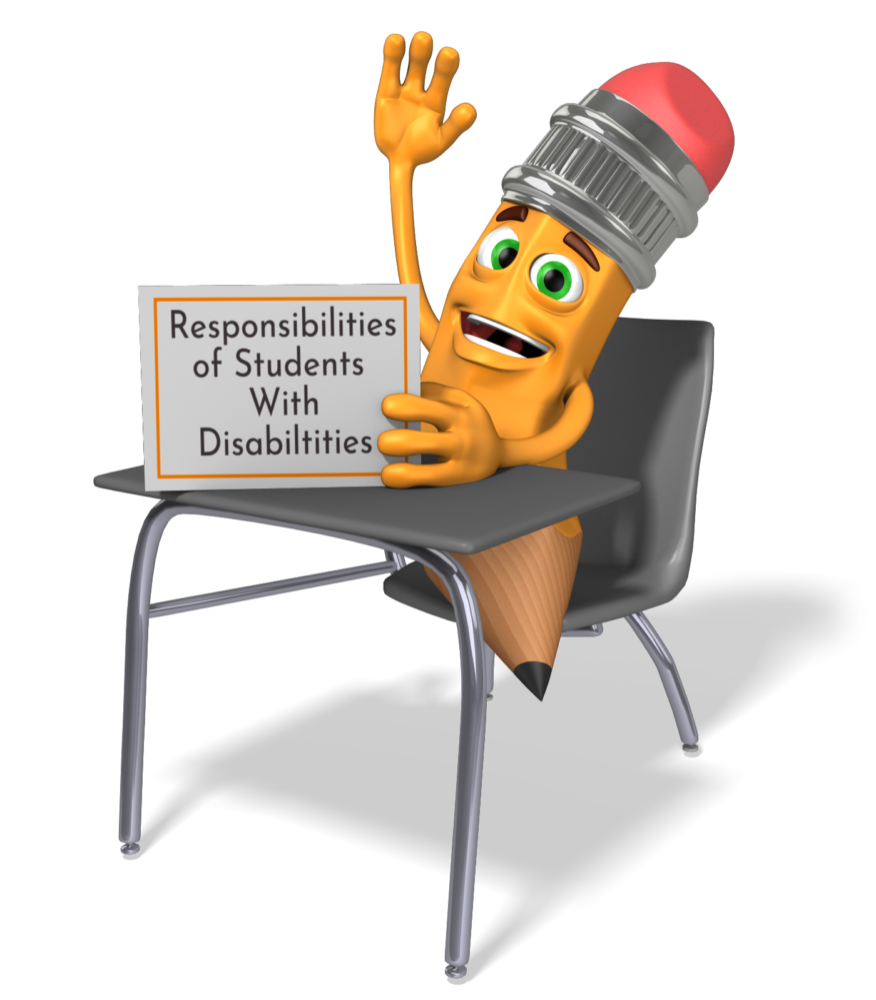 Responsibilities
of Students
With
Disabiltities